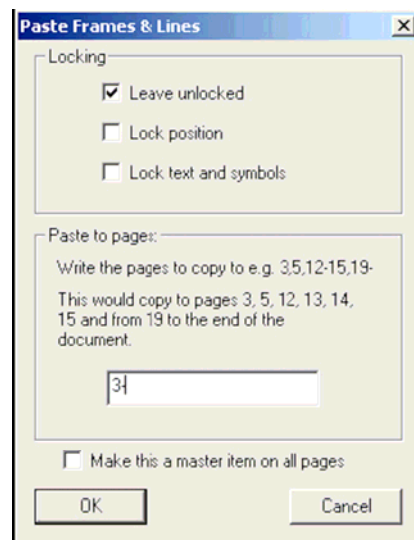 Paste Frames & Lines
Locking
Leave unlocked
Lock position
Lock text and symbols
Paste to pages:
Write the pages to copy to e.g. 3,5,12-15,19-
This would copy to pages 3, 5, 12, 13, 14,
15 and from 19 to the end of the
document.
3-
Make this a master item on all pages
OK
Cancel